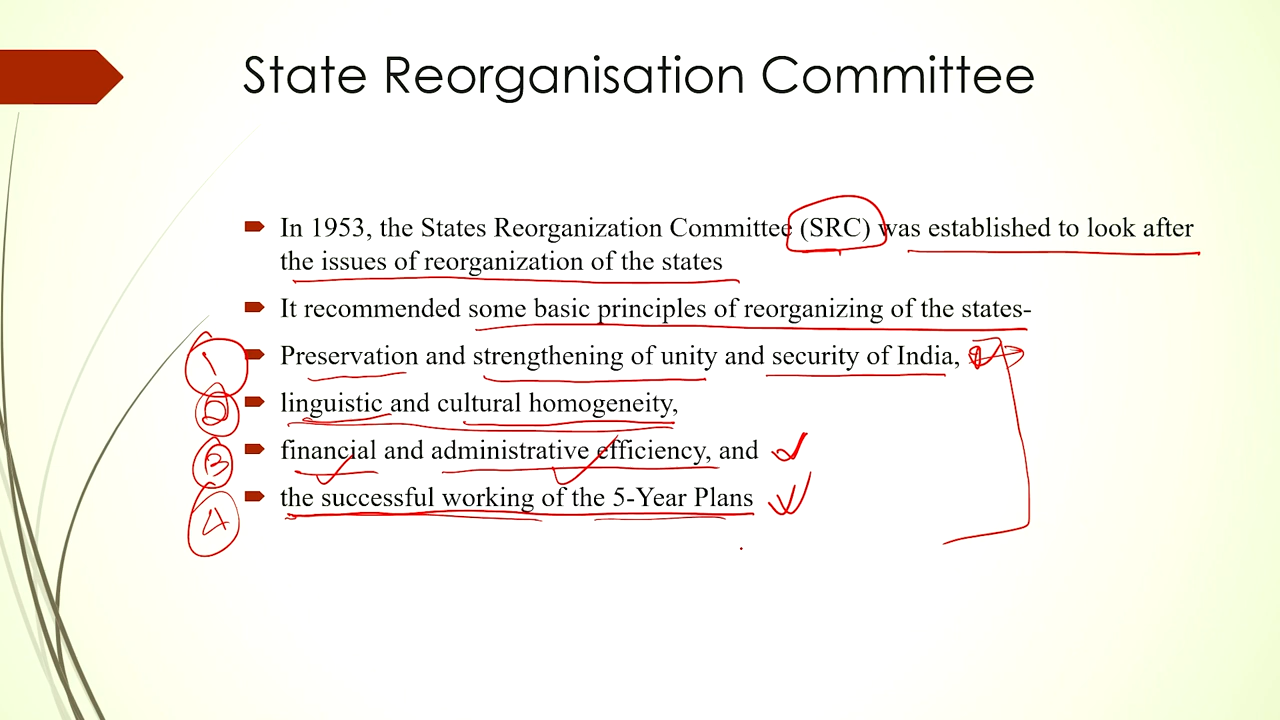 State Reorganisation Committee
In 1953, the States Reorganization Committee (SRC) was established to look after
the issues of reorganization of the states
It recommended some basic principles of reorganizing of the states-
1 Preservation and strengthening of unity and security of India,
2 linguistic and cultural homogeneity,
3 financial and administrative efficiency, and
4 the successful working of the 5-Year Plans